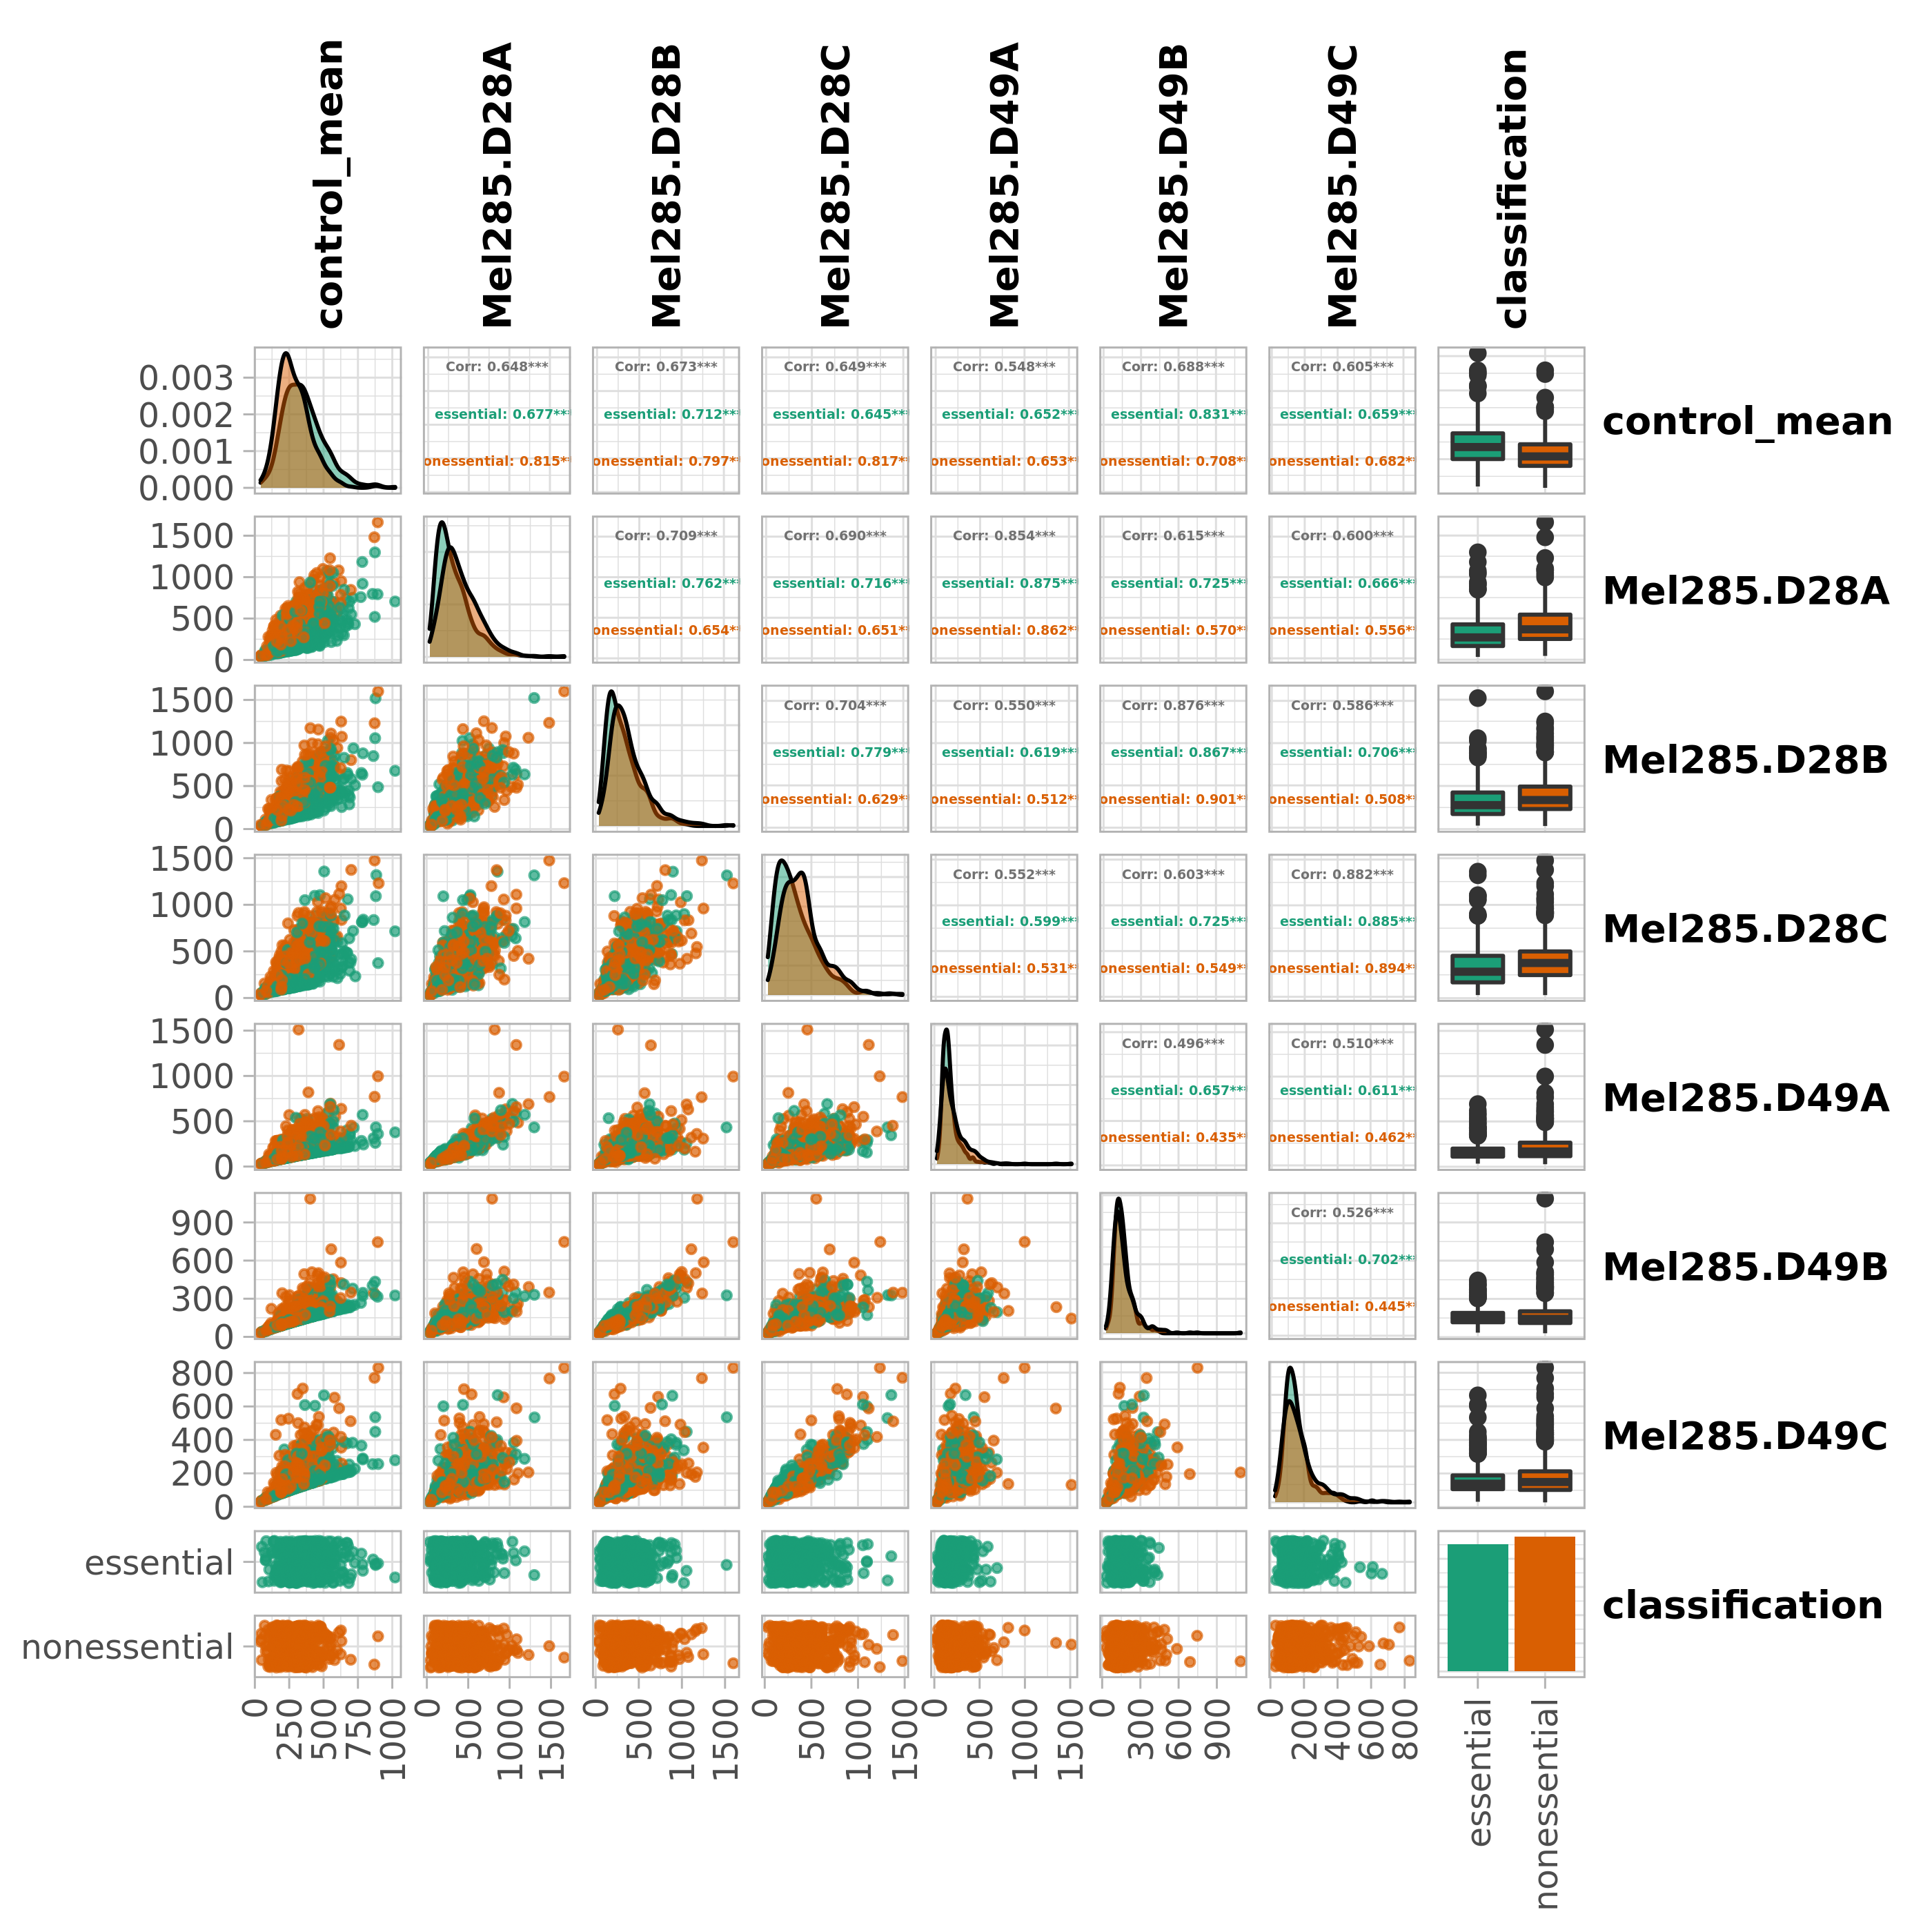 control_mean
Mel285.D28A
Mel285.D28B
Mel285.D28C
Mel285.D49A
Mel285.D49B
Mel285.D49C
classification
0.003
0.002
0.001
0.000
Corr: 0.648***
essential: 0.677***
onessential: 0.815**
Corr: 0.673***
essential: 0.712***
onessential: 0.797**
Corr: 0.649***
essential: 0.645***
onessential: 0.817**
Corr: 0.548***
essential: 0.652***
onessential: 0.653**
Corr: 0.688***
essential: 0.831***
onessential: 0.708**
Corr: 0.605***
essential: 0.659***
onessential: 0.682**
control_mean
1500
1000
500
0
Corr: 0.709***
essential: 0.762***
onessential: 0.654**
Corr: 0.690***
essential: 0.716***
onessential: 0.651**
Corr: 0.854***
essential: 0.875***
onessential: 0.862**
Corr: 0.615***
essential: 0.725***
onessential: 0.570**
Corr: 0.600***
essential: 0.666***
onessential: 0.556**
Mel285.D28A
1500
1000
500
0
Corr: 0.704***
essential: 0.779***
onessential: 0.629**
Corr: 0.550***
essential: 0.619***
onessential: 0.512**
Corr: 0.876***
essential: 0.867***
onessential: 0.901**
Corr: 0.586***
essential: 0.706***
onessential: 0.508**
Mel285.D28B
1500
1000
500
0
Corr: 0.552***
essential: 0.599***
onessential: 0.531**
Corr: 0.603***
essential: 0.725***
onessential: 0.549**
Corr: 0.882***
essential: 0.885***
onessential: 0.894**
Mel285.D28C
1500
1000
500
0
Corr: 0.496***
essential: 0.657***
onessential: 0.435**
Corr: 0.510***
essential: 0.611***
onessential: 0.462**
Mel285.D49A
900
600
300
0
Corr: 0.526***
essential: 0.702***
onessential: 0.445**
Mel285.D49B
800
600
400
200
0
Mel285.D49C
essential
nonessential
classification
0
250
500
750
1000
0
500
1000
1500
0
500
1000
1500
0
500
1000
1500
0
500
1000
1500
0
300
600
900
0
200
400
600
800
essential
nonessential